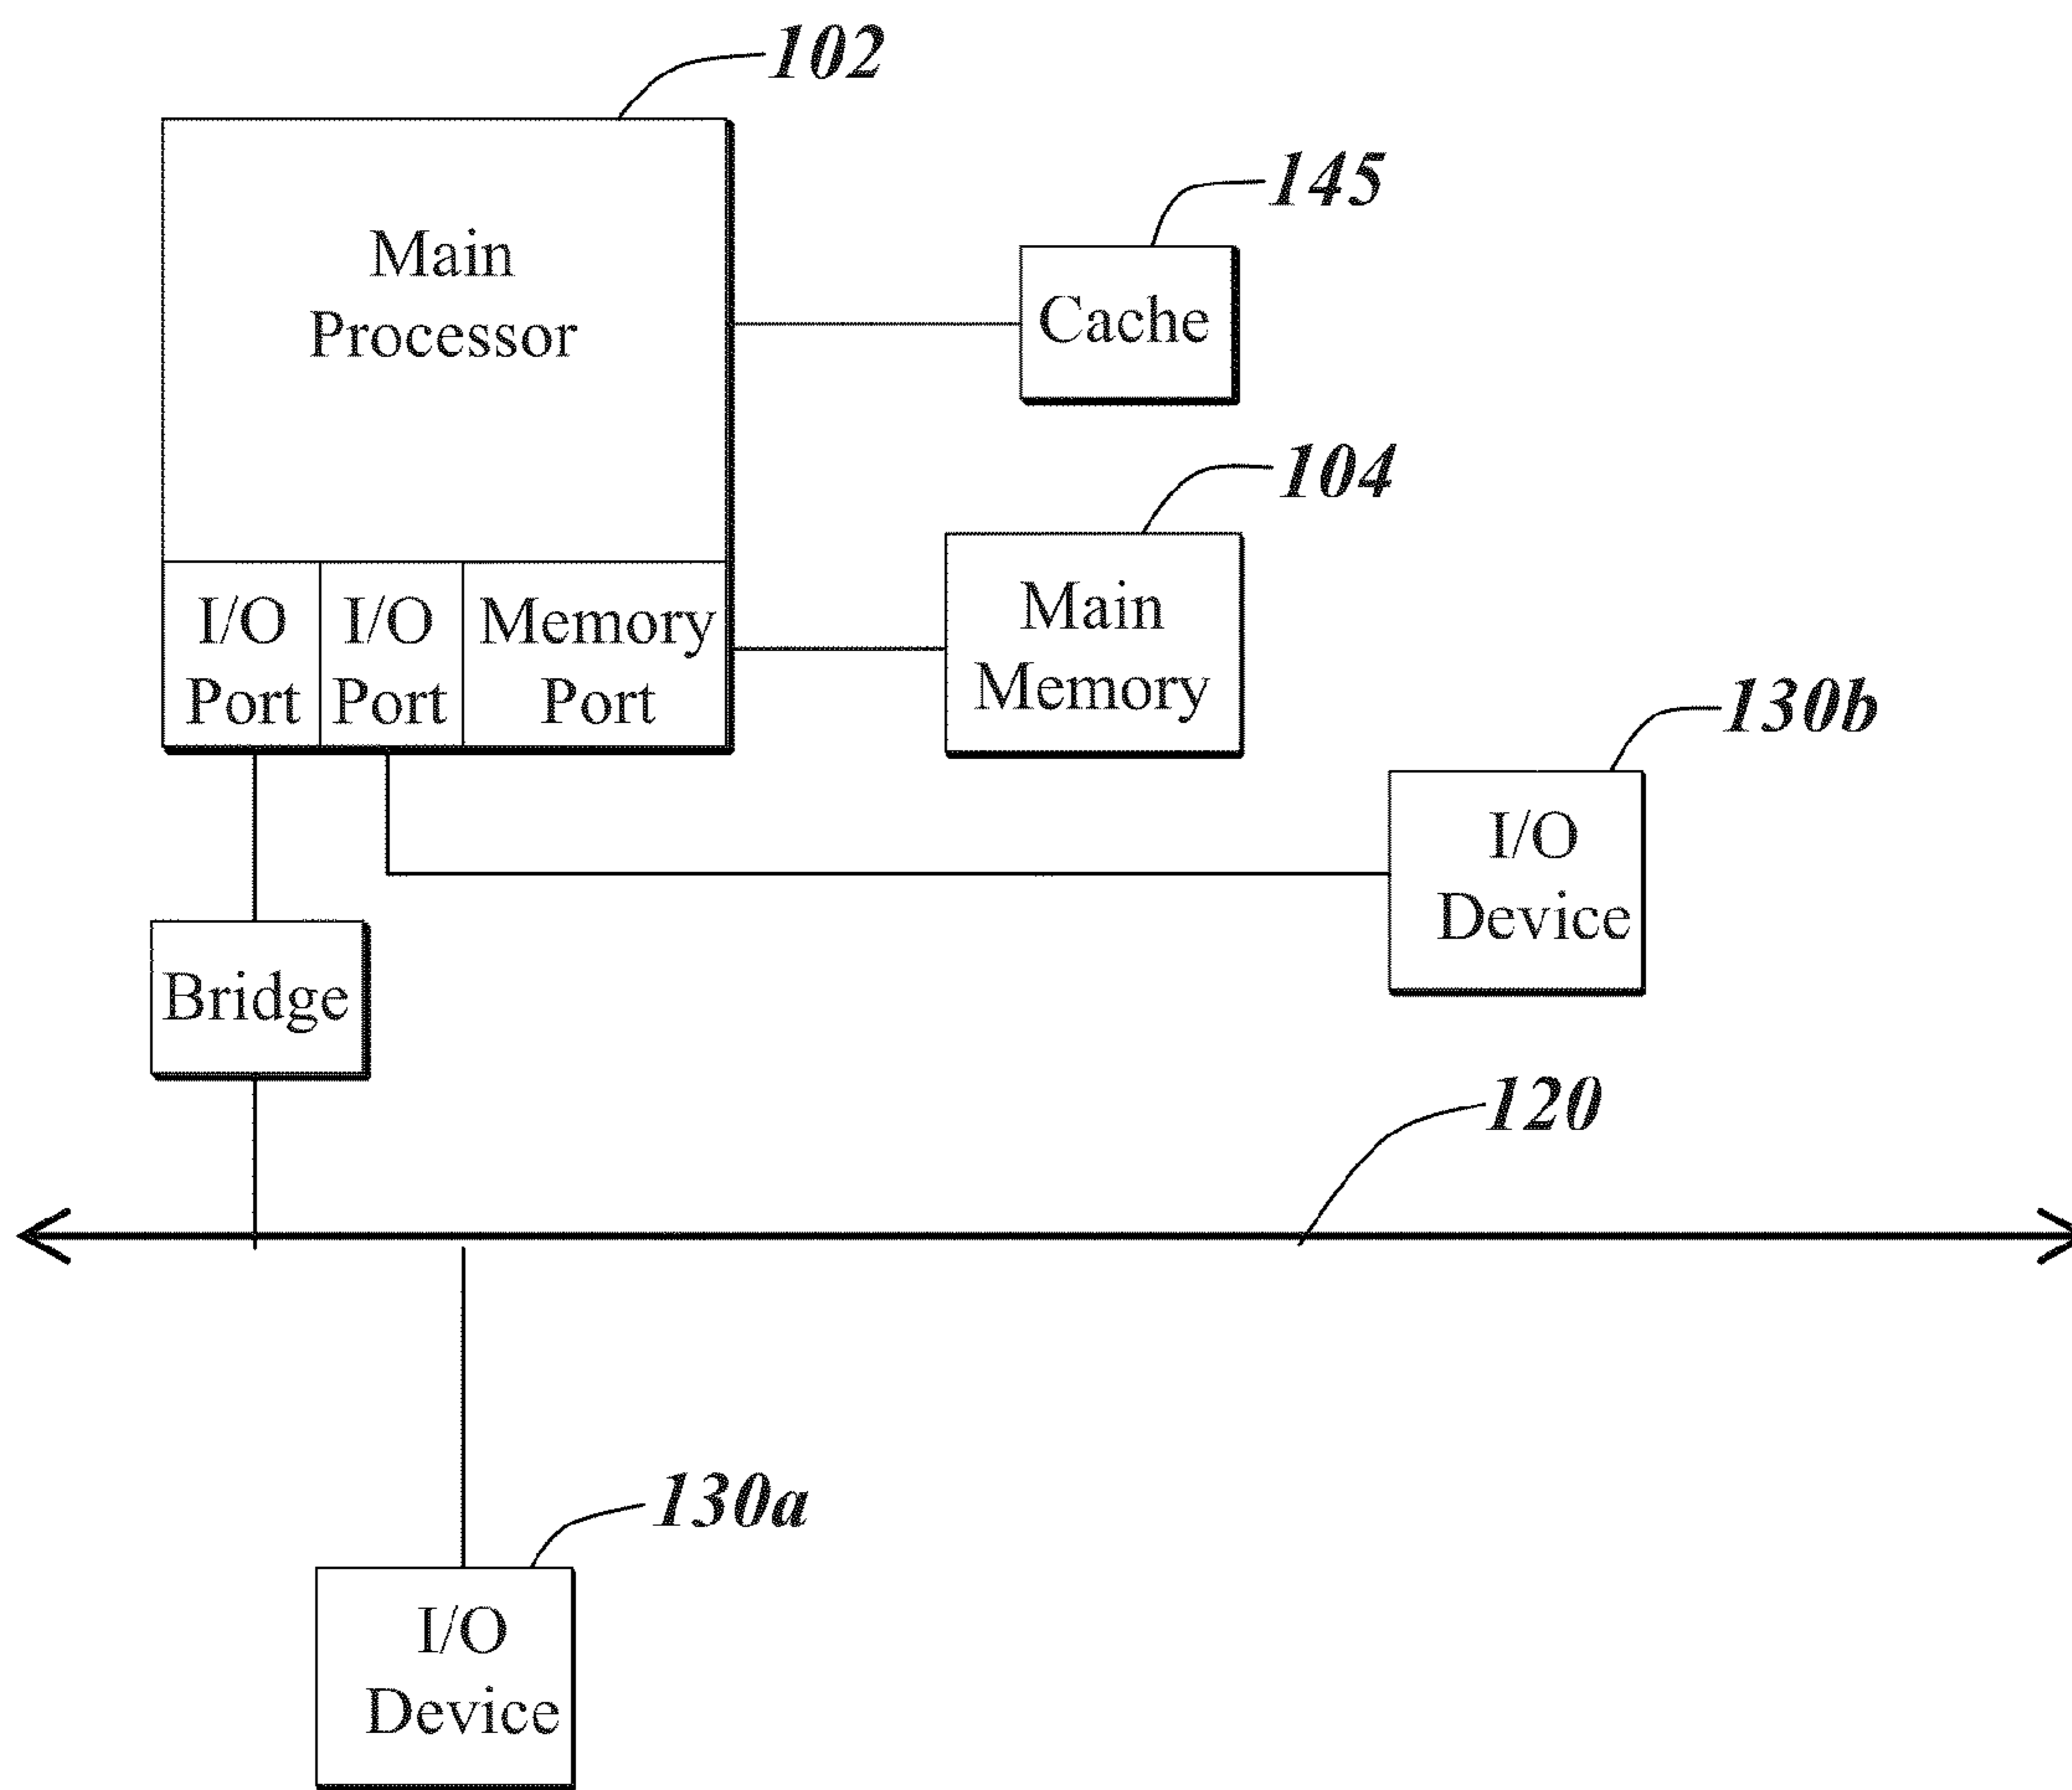 102
145
Main
Processor
Cache
104
I/O
Port
I/O
Port
Memory
Port
Main
Memory
130b
I/O
Device
Bridge
120
130a
I/O
Device